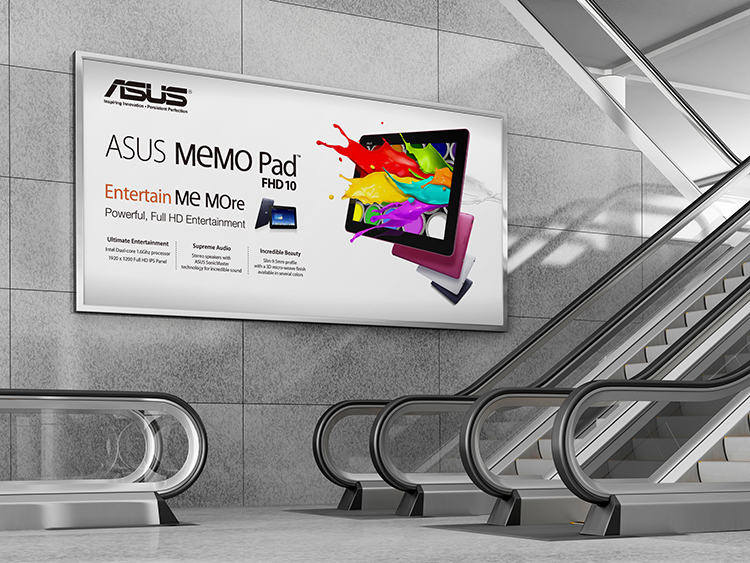 ASUS®
Inspiring Innovation • Persistent Perfection
ASUS MeMO Pad™
FHD 10
Entertain Me MOre
Powerful, Full HD Entertainment
Ultimate Entertainment
Intel Dual-core 1.6Ghz processor
1920 x 1200 Full HD IPS Panel
Supreme Audio
Stereo speakers with
ASUS SonicMaster
technology for incredible sound
Incredible Beauty
Slim 9.5mm profile
with a 3D micro-weave finish
available in several colors